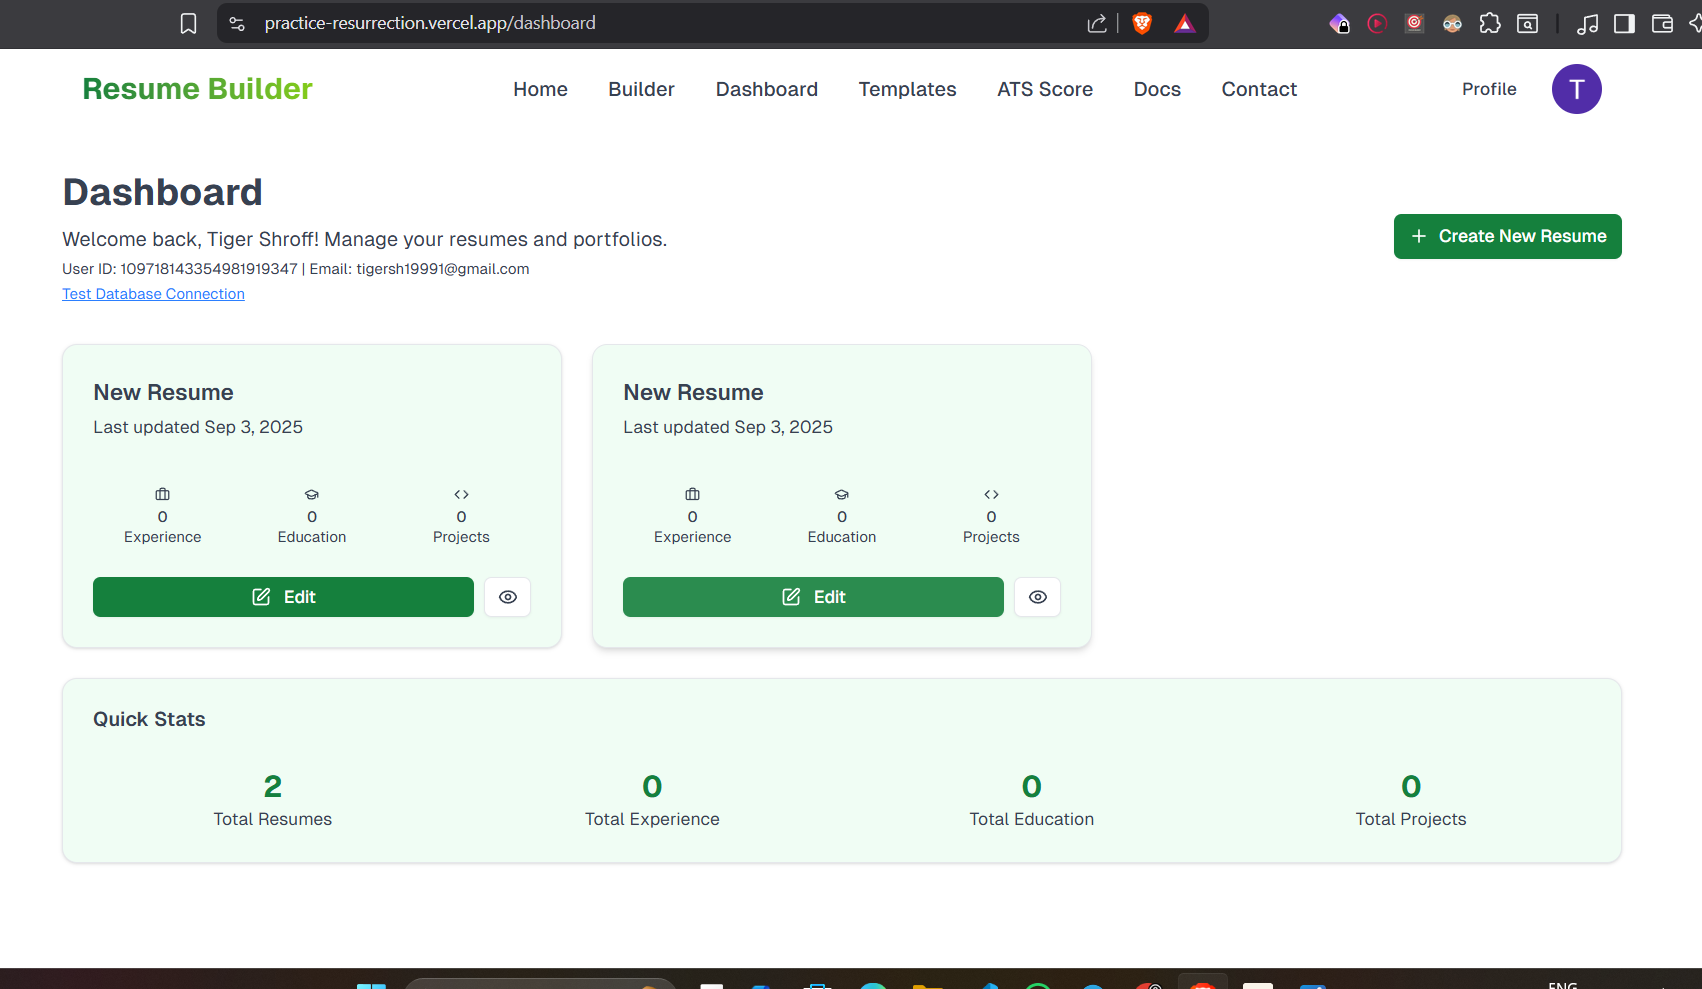 practice-resurrection.vercel.app/dashboard
Resume Builder
Home Builder Dashboard Templates ATS Score Docs Contact
Profile T
Dashboard
Welcome back, Tiger Shroff! Manage your resumes and portfolios.
User ID: 109718143354981919347 | Email: tigersh19991@gmail.com
Test Database Connection
+ Create New Resume
New Resume
Last updated Sep 3, 2025
0 0 0
Experience Education Projects
Edit
New Resume
Last updated Sep 3, 2025
0 0 0
Experience Education Projects
Edit
Quick Stats
2 0 0 0
Total Resumes Total Experience Total Education Total Projects
ENG